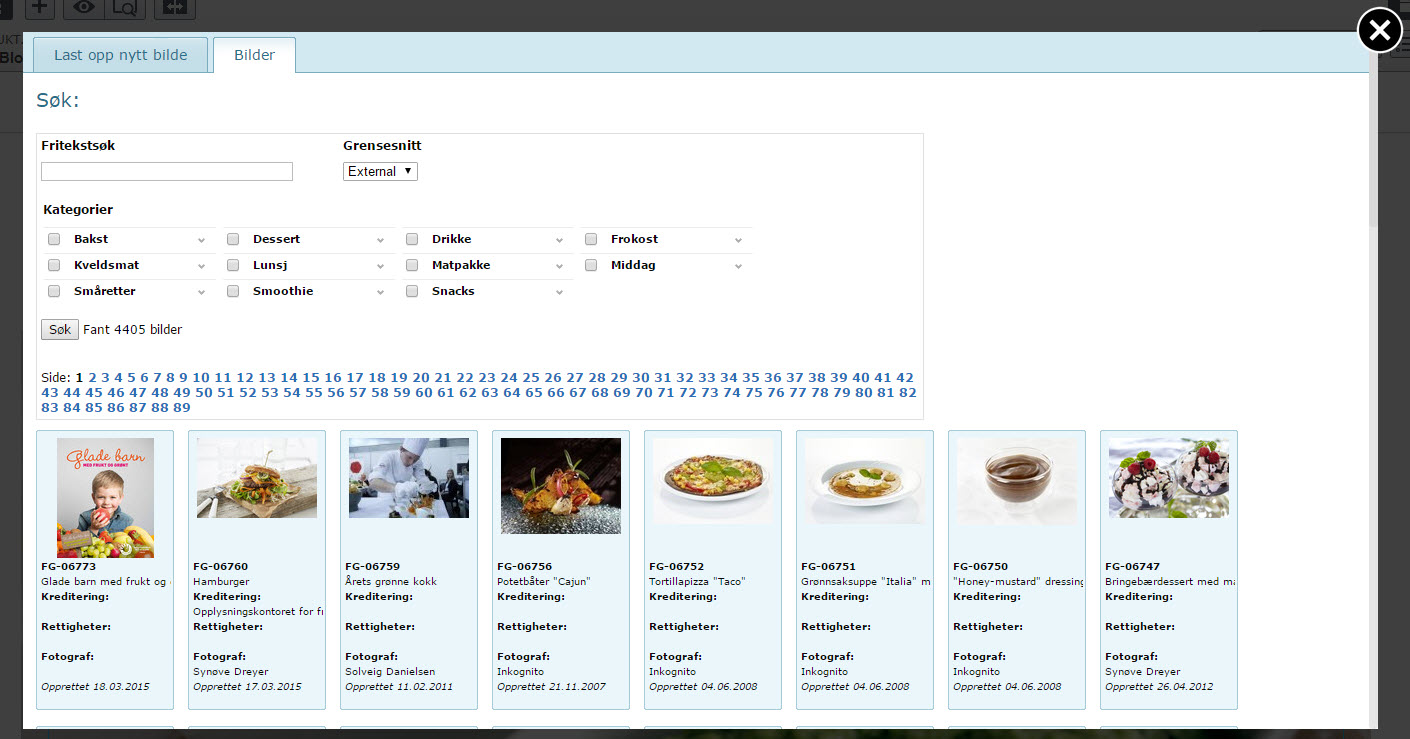 UKT.
Blo
Last opp nytt bilde Bilder
Søk:
Fritekstsøk Grensesnitt
External
Kategorier
Bakst Dessert Drikke Frokost
Kveldsmat Lunsj Matpakke Middag
Småretter Smoothie Snacks
Søk Fant 4405 bilder
Side: 1 2 3 4 5 6 7 8 9 10 11 12 13 14 15 16 17 18 19 20 21 22 23 24 25 26 27 28 29 30 31 32 33 34 35 36 37 38 39 40 41 42
43 44 45 46 47 48 49 50 51 52 53 54 55 56 57 58 59 60 61 62 63 64 65 66 67 68 69 70 71 72 73 74 75 76 77 78 79 80 81 82
83 84 85 86 87 88 89
Glade barn
MED FRUKT OG GRØNT
FG-06773
Glade barn med frukt og
Kreditering:
Rettigheter:
Fotograf:
Opprettet 18.03.2015
FG-06760
Hamburger
Kreditering:
Opplysningskontoret for fr
Rettigheter:
Fotograf:
Synøve Dreyer
Opprettet 17.03.2015
FG-06759
Årets grønne kokk
Kreditering:
Rettigheter:
Fotograf:
Solveig Danielsen
Opprettet 11.02.2011
FG-06756
Potetbåter "Cajun"
Kreditering:
Rettigheter:
Fotograf:
Inkognito
Opprettet 21.11.2007
FG-06752
Tortillapizza "Taco"
Kreditering:
Rettigheter:
Fotograf:
Inkognito
Opprettet 04.06.2008
FG-06751
Grønnsaksuppe "Italia" m
Kreditering:
Rettigheter:
Fotograf:
Inkognito
Opprettet 04.06.2008
FG-06750
"Honey-mustard" dressing
Kreditering:
Rettigheter:
Fotograf:
Inkognito
Opprettet 04.06.2008
FG-06747
Bringebærdessert med ma
Kreditering:
Rettigheter:
Fotograf:
Synøve Dreyer
Opprettet 26.04.2012